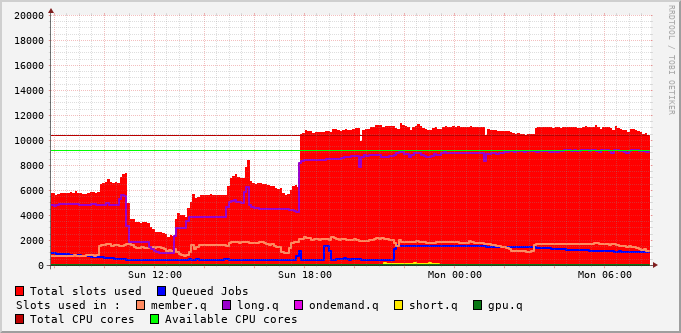 20000
18000
16000
14000
12000
10000
8000
6000
4000
2000
0
Sun 12:00 Sun 18:00 Mon 00:00 Mon 06:00
Total slots used Queued Jobs
Slots used in : member.q long.q ondemand.q short.q gpu.q
Total CPU cores Available CPU cores
RRDTOOL / TOBI OETIKER